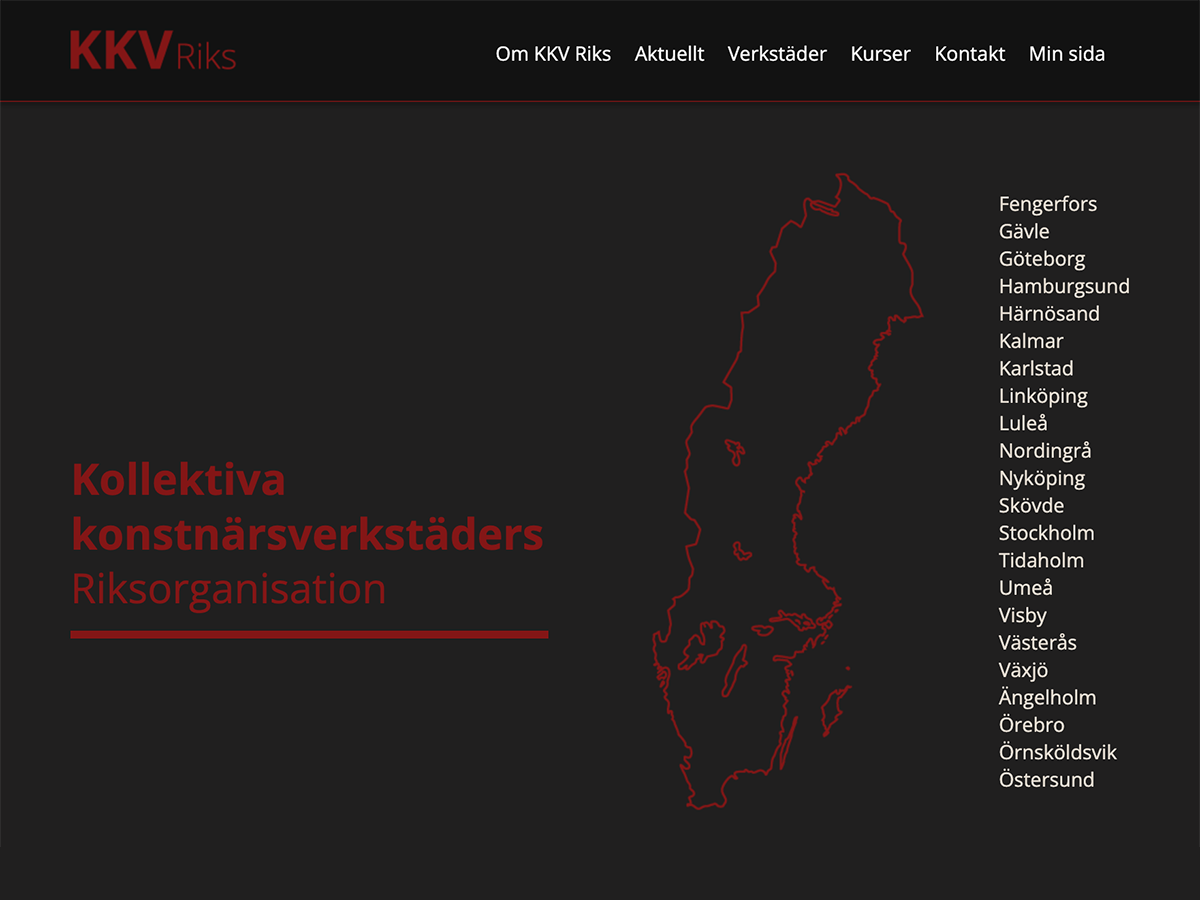 KKV Riks
Om KKV Riks Aktuellt Verkstäder Kurser Kontakt Min sida
Kollektiva
konstnärsverkstäders
Riksorganisation
Fengerfors
Gävle
Göteborg
Hamburgsund
Härnösand
Kalmar
Karlstad
Linköping
Luleå
Nordingrå
Nyköping
Skövde
Stockholm
Tidaholm
Umeå
Visby
Västerås
Växjö
Ängelholm
Örebro
Örnsköldsvik
Östersund